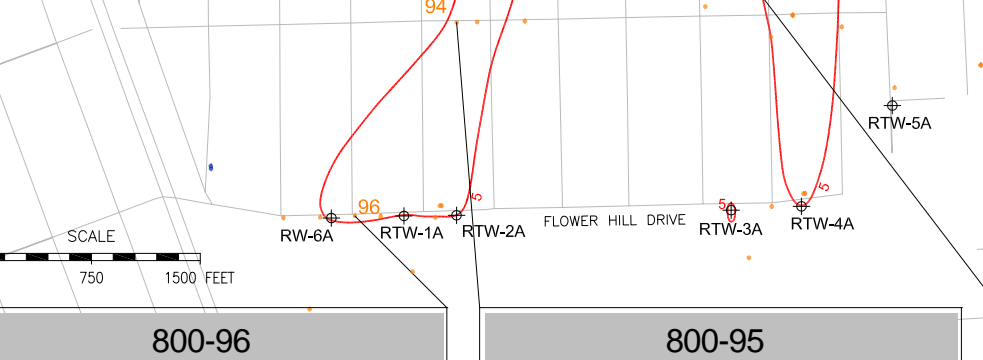 94
RTW-5A
5
5
96
5
RW-6A
RTW-1A
RTW-2A
FLOWER HILL DRIVE
RTW-3A
RTW-4A
SCALE
750
1500 FEET
800-96
800-95